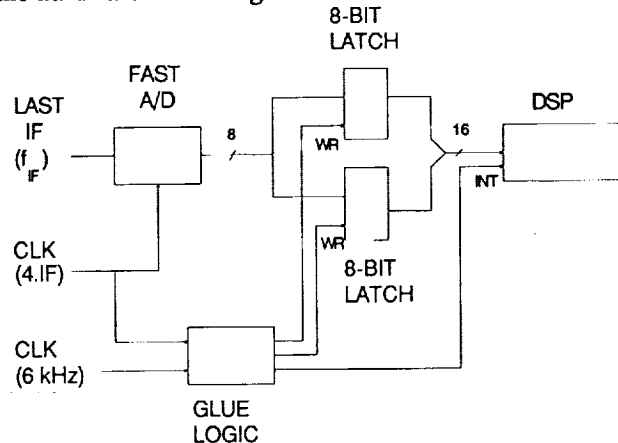 8-BIT
LATCH
FAST
A/D
DSP
LAST
IF
(f IF)
8
16
WR
INT
WR
CLK
(4.IF)
8-BIT
LATCH
CLK
(6 kHz)
GLUE
LOGIC